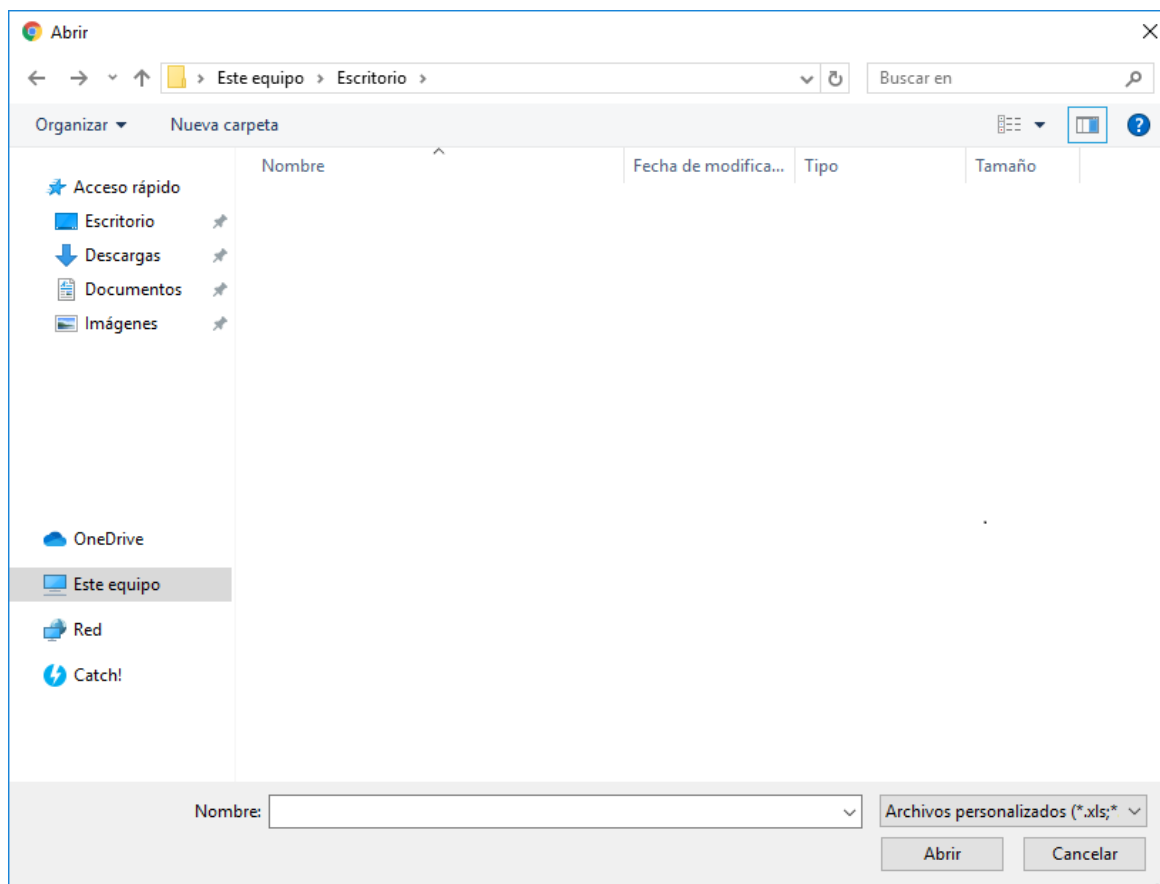 Abrir
Este equipo > Escritorio >
Buscar en
Organizar
Nueva carpeta
Nombre
Fecha de modifica...
Tipo
Tamaño
Acceso rápido
Escritorio
Descargas
Documentos
Imágenes
OneDrive
Este equipo
Red
Catch!
Nombre:
Archivos personalizados (*.xls;*
Abrir
Cancelar